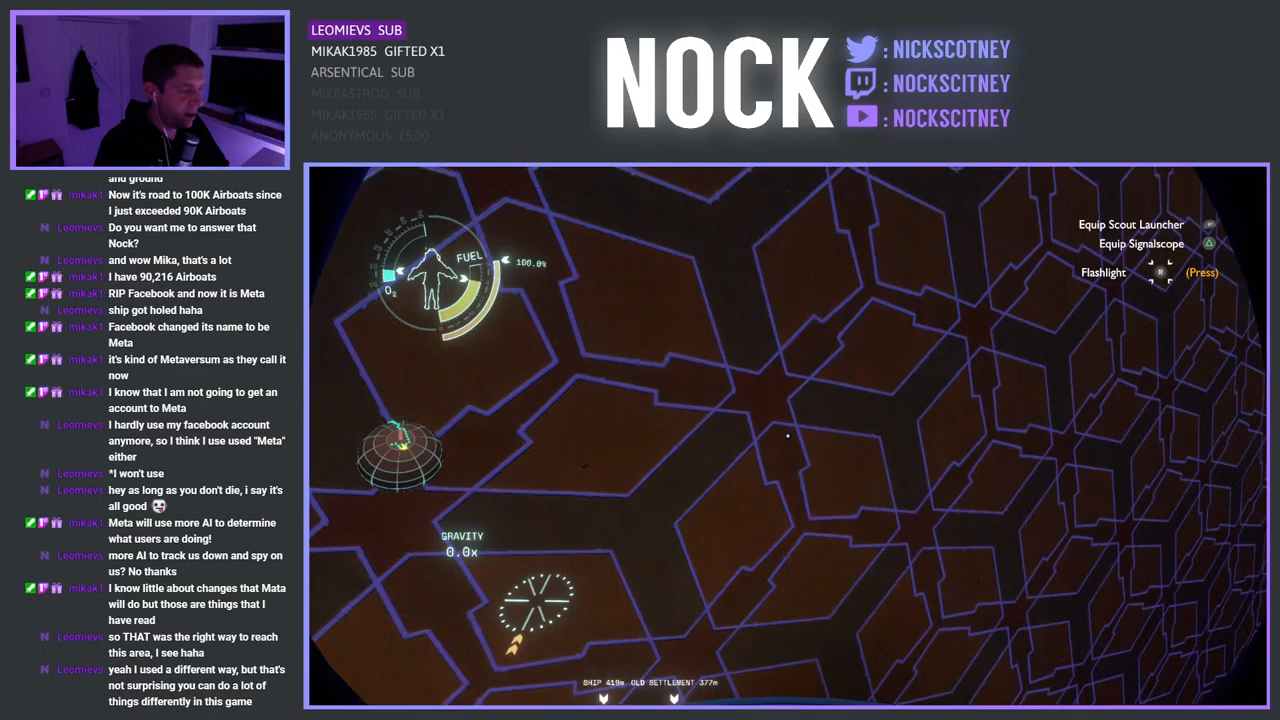 LEOMIEVS SUB
MIKAK1985 GIFTED X1
ARSENTICAL SUB
MIKEASTROD SUB
MIKAK1985 GIFTED X1
ANONYMOUS £5.00
NOCK
: NICKSCOTNEY
: NOCKSCITNEY
: NOCKSCITNEY
and ground
mikak1 Now it's road to 100K Airboats since
I just exceeded 90K Airboats
Leomievs Do you want me to answer that
Nock?
Leomievs and wow Mika, that's a lot
mikak1 I have 90,216 Airboats
mikak1 RIP Facebook and now it is Meta
Leomievs ship got holed haha
mikak1 Facebook changed its name to be
Meta
mikak1 it's kind of Metaversum as they call it
now
mikak1 I know that I am not going to get an
account to Meta
Leomievs I hardly use my facebook account
anymore, so I think I use used "Meta"
either
Leomievs *I won't use
Leomievs hey as long as you don't die, i say it's
all good
mikak1 Meta will use more AI to determine
what users are doing!
Leomievs more AI to track us down and spy on
us? No thanks
mikak1 I know little about changes that Mata
will do but those are things that I
have read
Leomievs so THAT was the right way to reach
this area, I see haha
Leomievs yeah I used a different way, but that's
not surprising you can do a lot of
things differently in this game
FUEL
100.0%
O2
GRAVITY
0.0x
Equip Scout Launcher
Equip Signalscope
Flashlight R (Press)
SHIP 419m OLD SETTLEMENT 377m